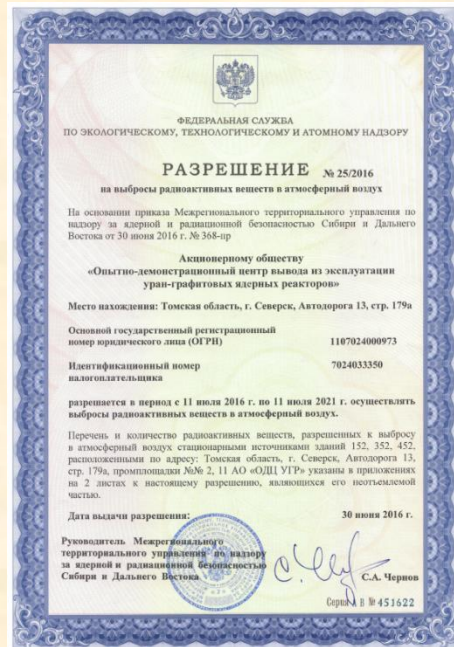 ФЕДЕРАЛЬНАЯ СЛУЖБА
ПО ЭКОЛОГИЧЕСКОМУ, ТЕХНОЛОГИЧЕСКОМУ И АТОМНОМУ НАДЗОРУ
РАЗРЕШЕНИЕ № 25/2016
на выбросы радиоактивных веществ в атмосферный воздух
На основании приказа Межрегионального территориального управления по
надзору за ядерной и радиационной безопасностью Сибири и Дальнего
Востока от 30 июня 2016 г. № 368-пр
Акционерному обществу
«Опытно-демонстрационный центр вывода из эксплуатации
уран-графитовых ядерных реакторов»
Место нахождения: Томская область, г. Северск, Автодорога 13, стр. 179а
Основной государственный регистрационный
номер юридического лица (ОГРН) 1107024000973
Идентификационный номер 7024033350
налогоплательщика
разрешается в период с 11 июля 2016 г. по 11 июля 2021 г. осуществлять
выбросы радиоактивных веществ в атмосферный воздух.
Перечень и количество радиоактивных веществ, разрешенных к выбросу
в атмосферный воздух стационарными источниками зданий 152, 352, 452,
расположенными по адресу: Томская область, г. Северск, Автодорога 13,
стр. 179а, промплощадки №№ 2, 11 АО «ОДЦ УГР» указаны в приложениях
на 2 листах к настоящему разрешению, являющихся его неотъемлемой
частью.
Дата выдачи разрешения: 30 июня 2016 г.
Руководитель Межрегионального
территориального управления по надзору
за ядерной и радиационной безопасностью
Сибири и Дальнего Востока С.А. Чернов
Серия А В № 451622